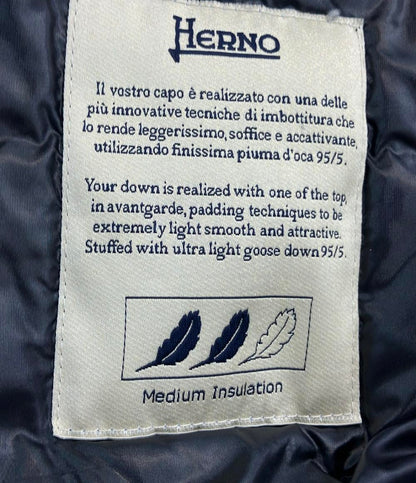 HERNO
Il vostro capo è realizzato con una delle
più innovative tecniche di imbottitura che
lo rende leggerissimo, soffice e accattivante,
utilizzando finissima piuma d'oca 95/5.
Your down is realized with one of the top,
in avantgarde, padding techniques to be
extremely light smooth and attractive.
Stuffed with ultra light goose down 95/5.
Medium Insulation